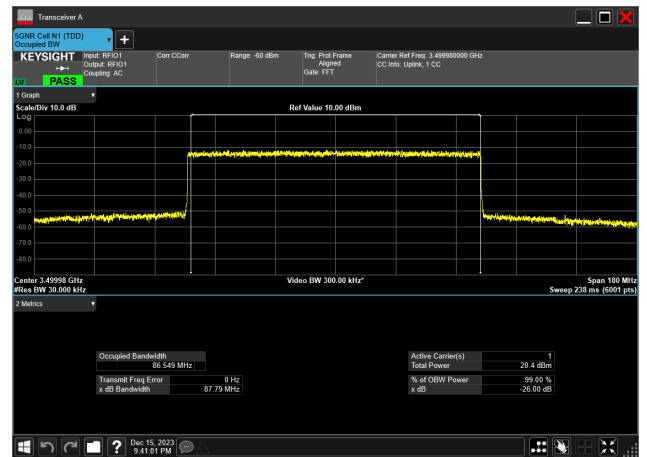 Transceiver A
5GNR Cell N1 (TDD)
Occupied BW
KEYSIGHT
LW PASS
Input: RFIO1
Output: RFIO1
Coupling: AC
Corr CCorr
Range: -60 dBm
Trig: Prot Frame
Aligned
Gate: FFT
Carrier Ref Freq: 3.499980000 GHz
CC Info: Uplink, 1 CC
1 Graph
Scale/Div 10.0 dB
Ref Value 10.00 dBm
Log
0.00
-10.0
-20.0
-30.0
-40.0
-50.0
-60.0
-70.0
-80.0
Center 3.49998 GHz
Video BW 300.00 kHz*
Span 180 MHz
#Res BW 30.000 kHz
Sweep 238 ms (6001 pts)
2 Metrics
Occupied Bandwidth
86.549 MHz
Transmit Freq Error 0 Hz
x dB Bandwidth 87.79 MHz
Active Carrier(s) 1
Total Power 20.4 dBm
% of OBW Power 99.00 %
x dB -26.00 dB
Dec 15, 2023
9:41:01 PM